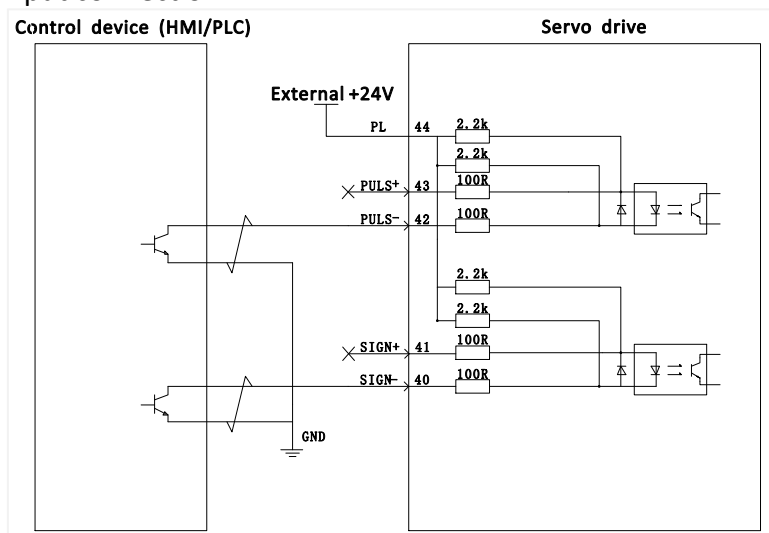 Control device (HMI/PLC)
Servo drive
External +24V
PL 44 2.2k
2.2k
PULS+ 43 100R
PULS- 42 100R
2.2k
2.2k
SIGN+ 41 100R
SIGN- 40 100R
GND